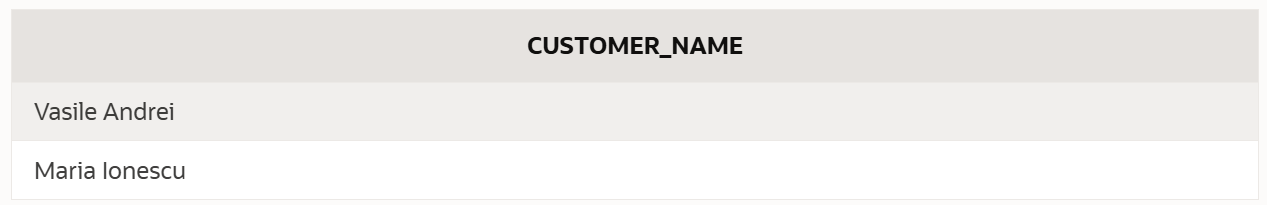 CUSTOMER_NAME
Vasile Andrei
Maria Ionescu